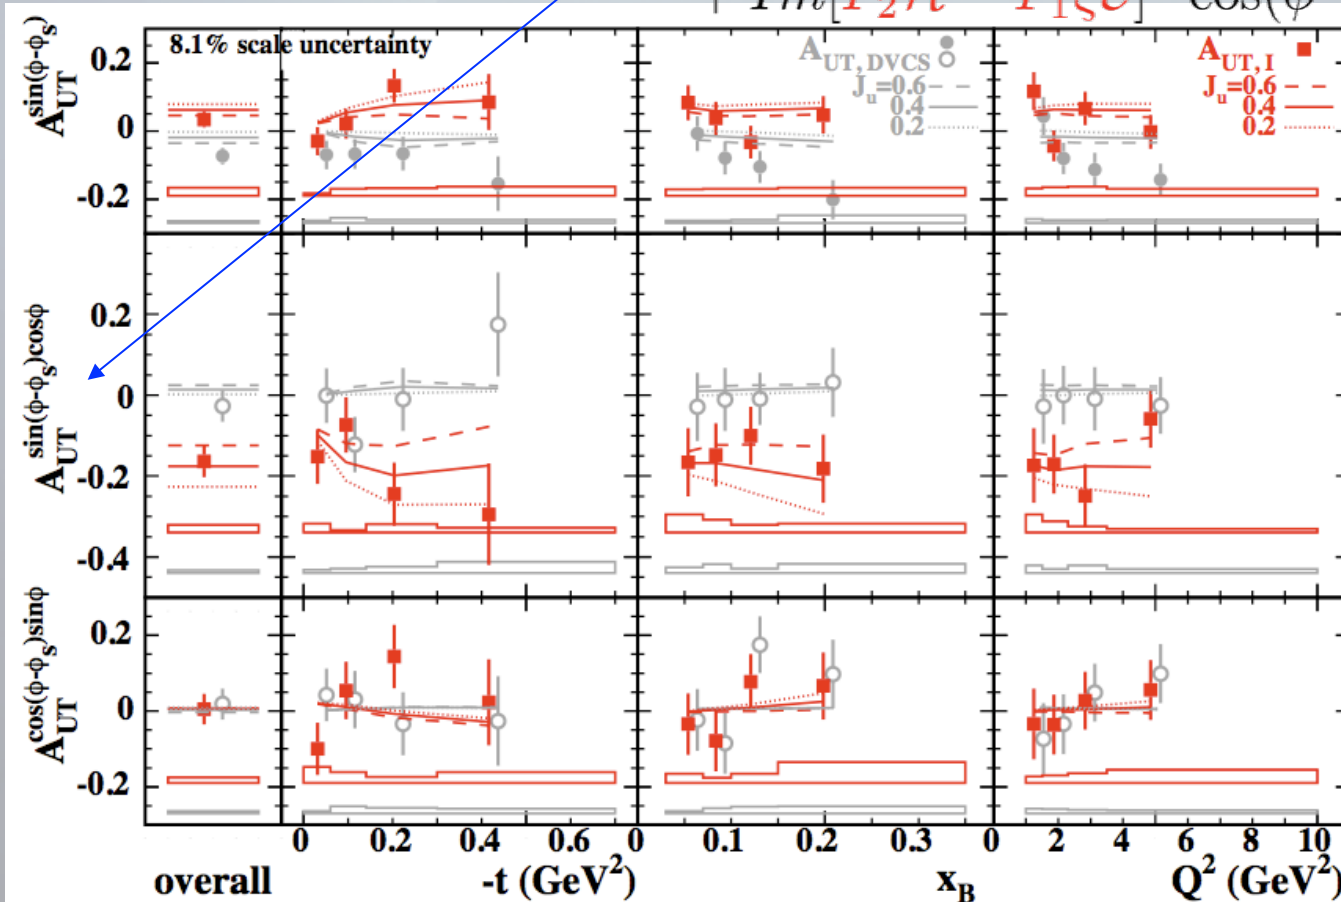 8.1% scale uncertainty
A_UT^sin(φ-φ_s)
0.2
0
-0.2
A_UT,DVCS
J_u=0.6
0.4
0.2
A_UT,I
J_u=0.6
0.4
0.2
A_UT^sin(φ-φ_s)cosφ
0.2
0
-0.2
-0.4
A_UT^cos(φ-φ_s)sinφ
0.2
0
-0.2
0 0.2 0.4 0.6 0 0.1 0.2 0.3 0 2 4 6 8 10
overall -t (GeV²) x_B Q² (GeV²)